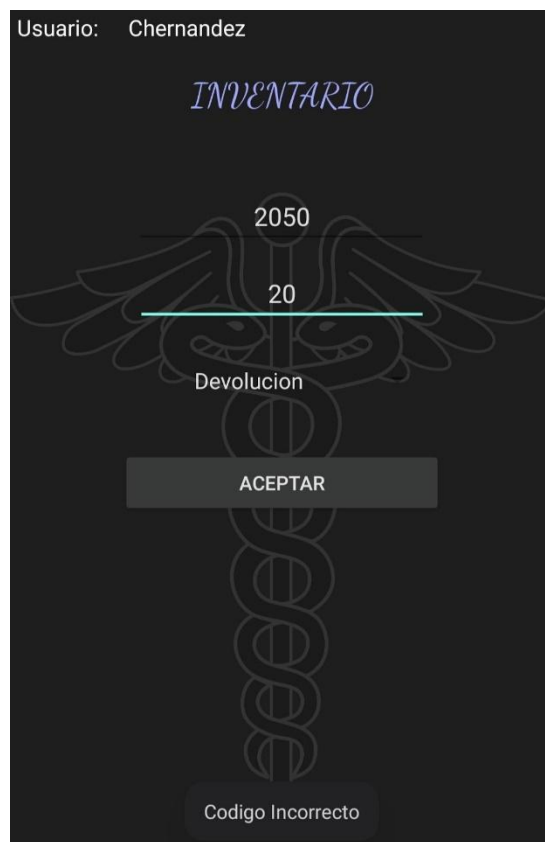 Usuario: Chernandez
INVENTARIO
2050
20
Devolucion
ACEPTAR
Codigo Incorrecto